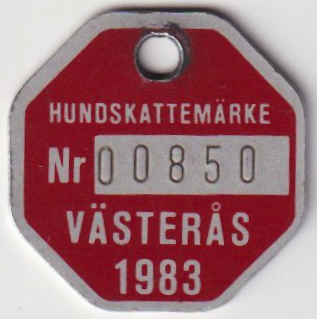 HUNDSKATTEMÄRKE
Nr 00850
VÄSTERÅS
1983